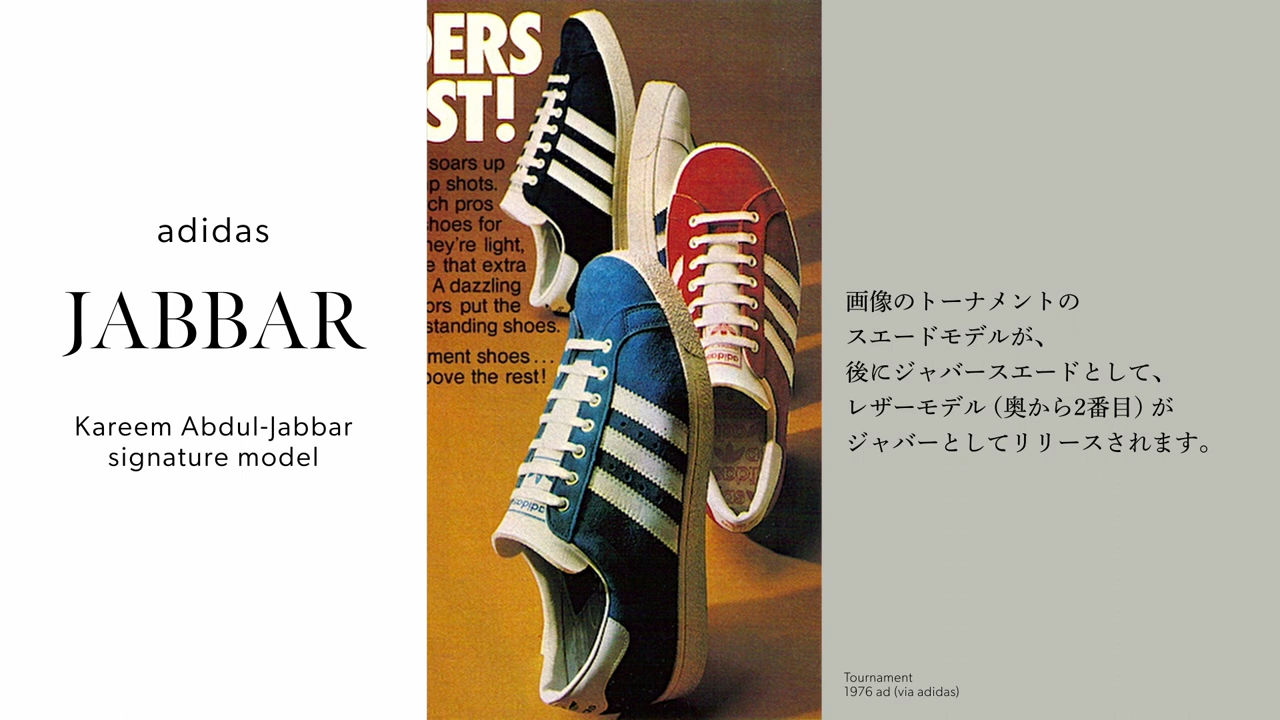 adidas
JABBAR
Kareem Abdul-Jabbar
signature model
DERS
ST!
soars up
p shots.
ch pros
shoes for
hey're light,
e that extra
A dazzling
ors put the
standing shoes.
ment shoes...
bove the rest!
adidas
adidas
画像のトーナメントの
スエードモデルが、
後にジャバースエードとして、
レザーモデル（奥から2番目）が
ジャバーとしてリリースされます。
Tournament
1976 ad (via adidas)